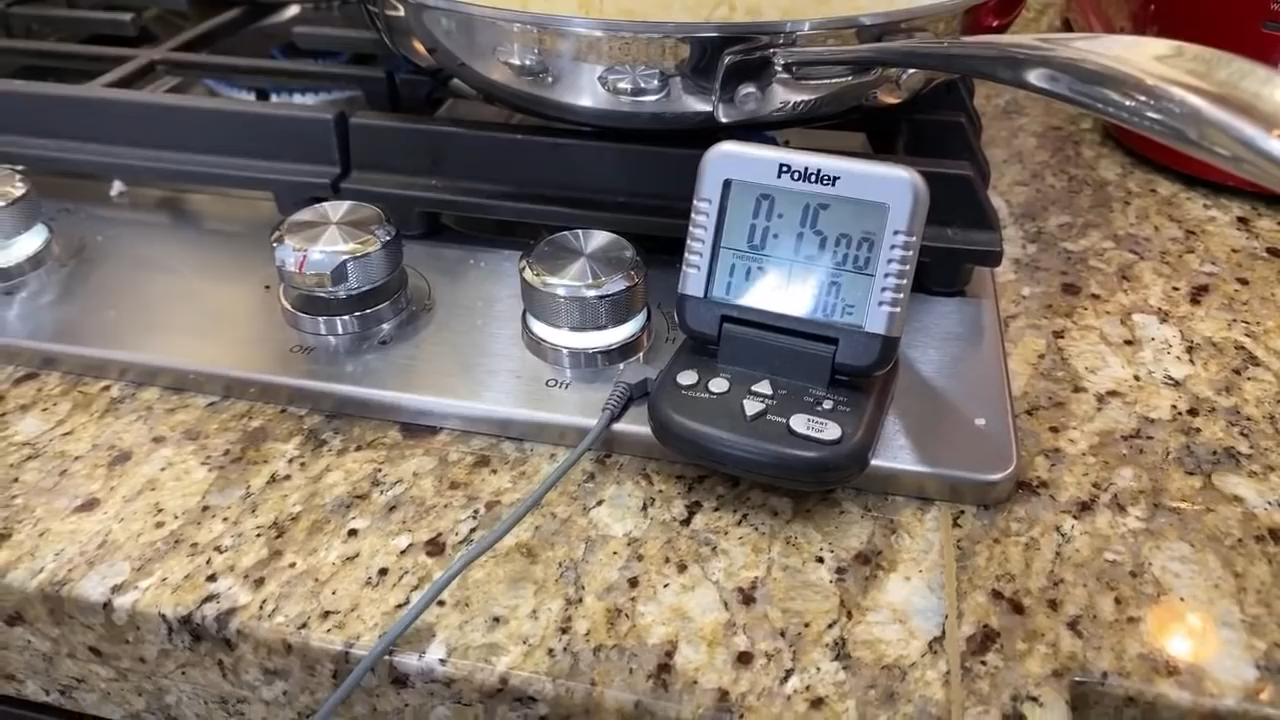 Polder
0:15 00
THERMO
°F
H
Off
Off
CLEAR
UP
TEMP SET
DOWN
TEMP ALERT
ON
OFF
START
STOP